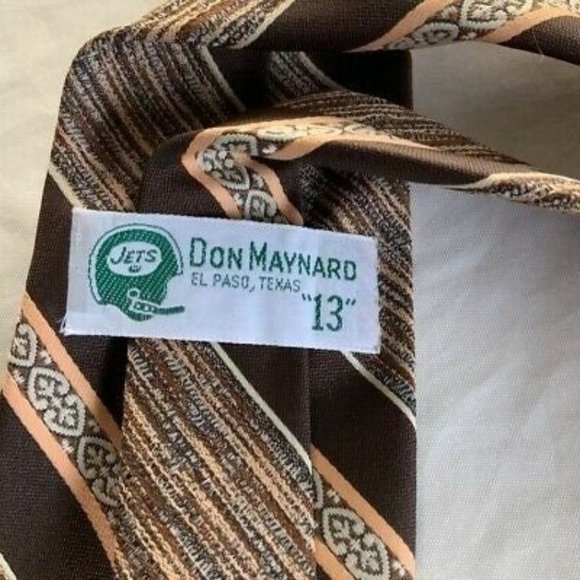 JETS
DON MAYNARD
EL PASO, TEXAS
"13"